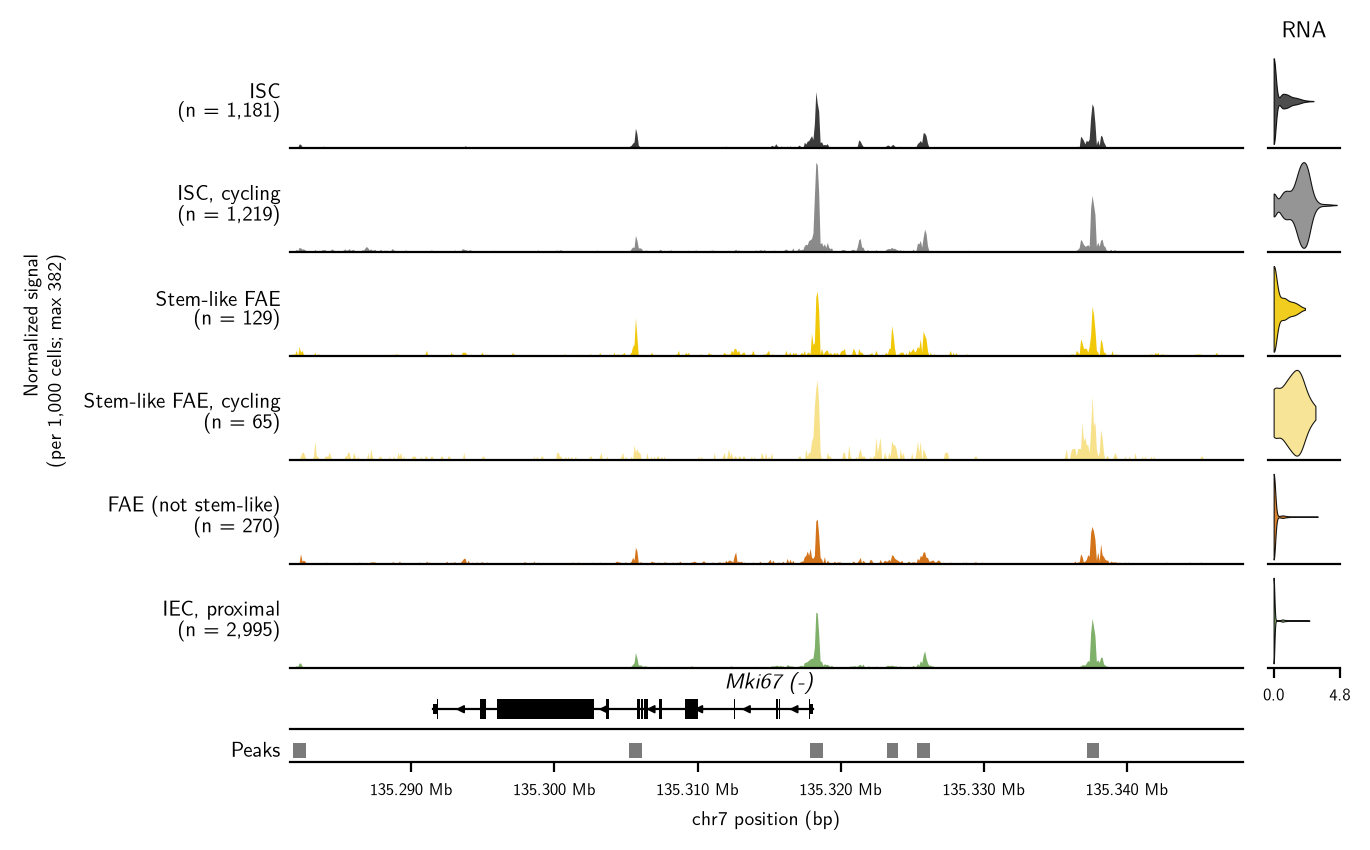 RNA
ISC
(n = 1,181)
ISC, cycling
(n = 1,219)
Stem-like FAE
(n = 129)
Stem-like FAE, cycling
(n = 65)
FAE (not stem-like)
(n = 270)
IEC, proximal
(n = 2,995)
Normalized signal
(per 1,000 cells; max 382)
0.0 4.8
Mki67 (-)
Peaks
135.290 Mb 135.300 Mb 135.310 Mb 135.320 Mb 135.330 Mb 135.340 Mb
chr7 position (bp)